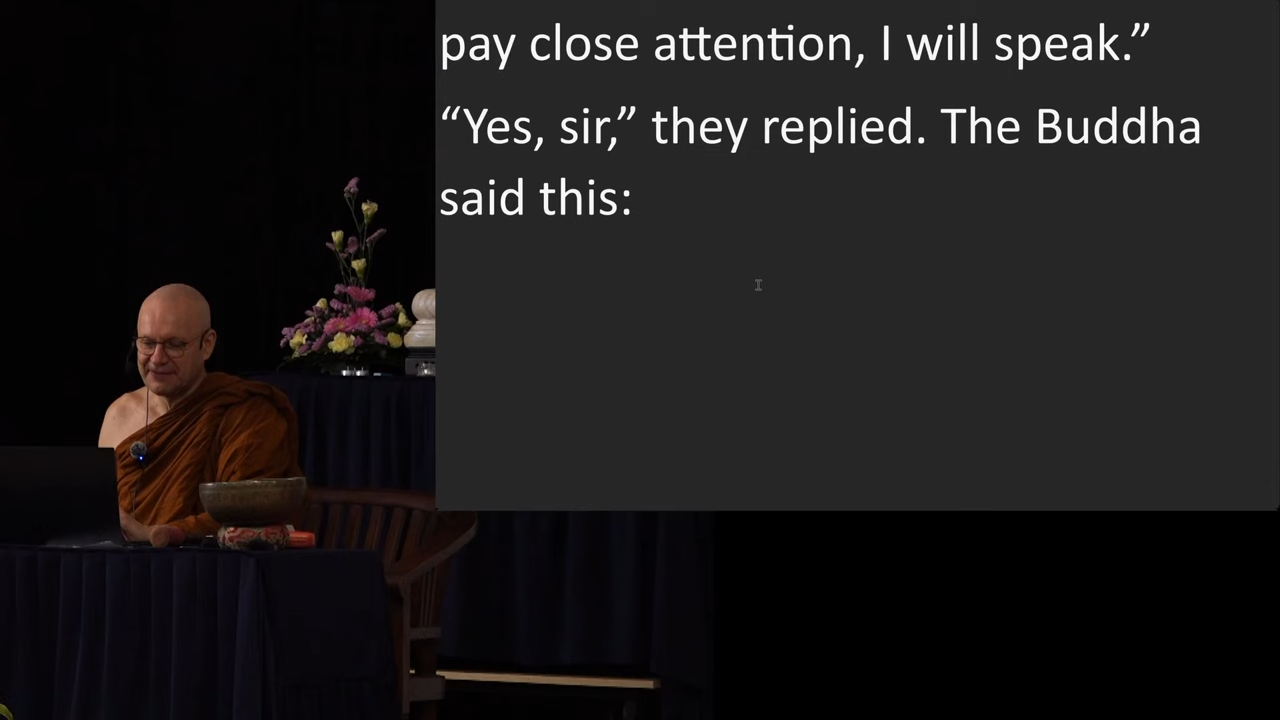 pay close attention, I will speak.”
“Yes, sir,” they replied. The Buddha
said this: